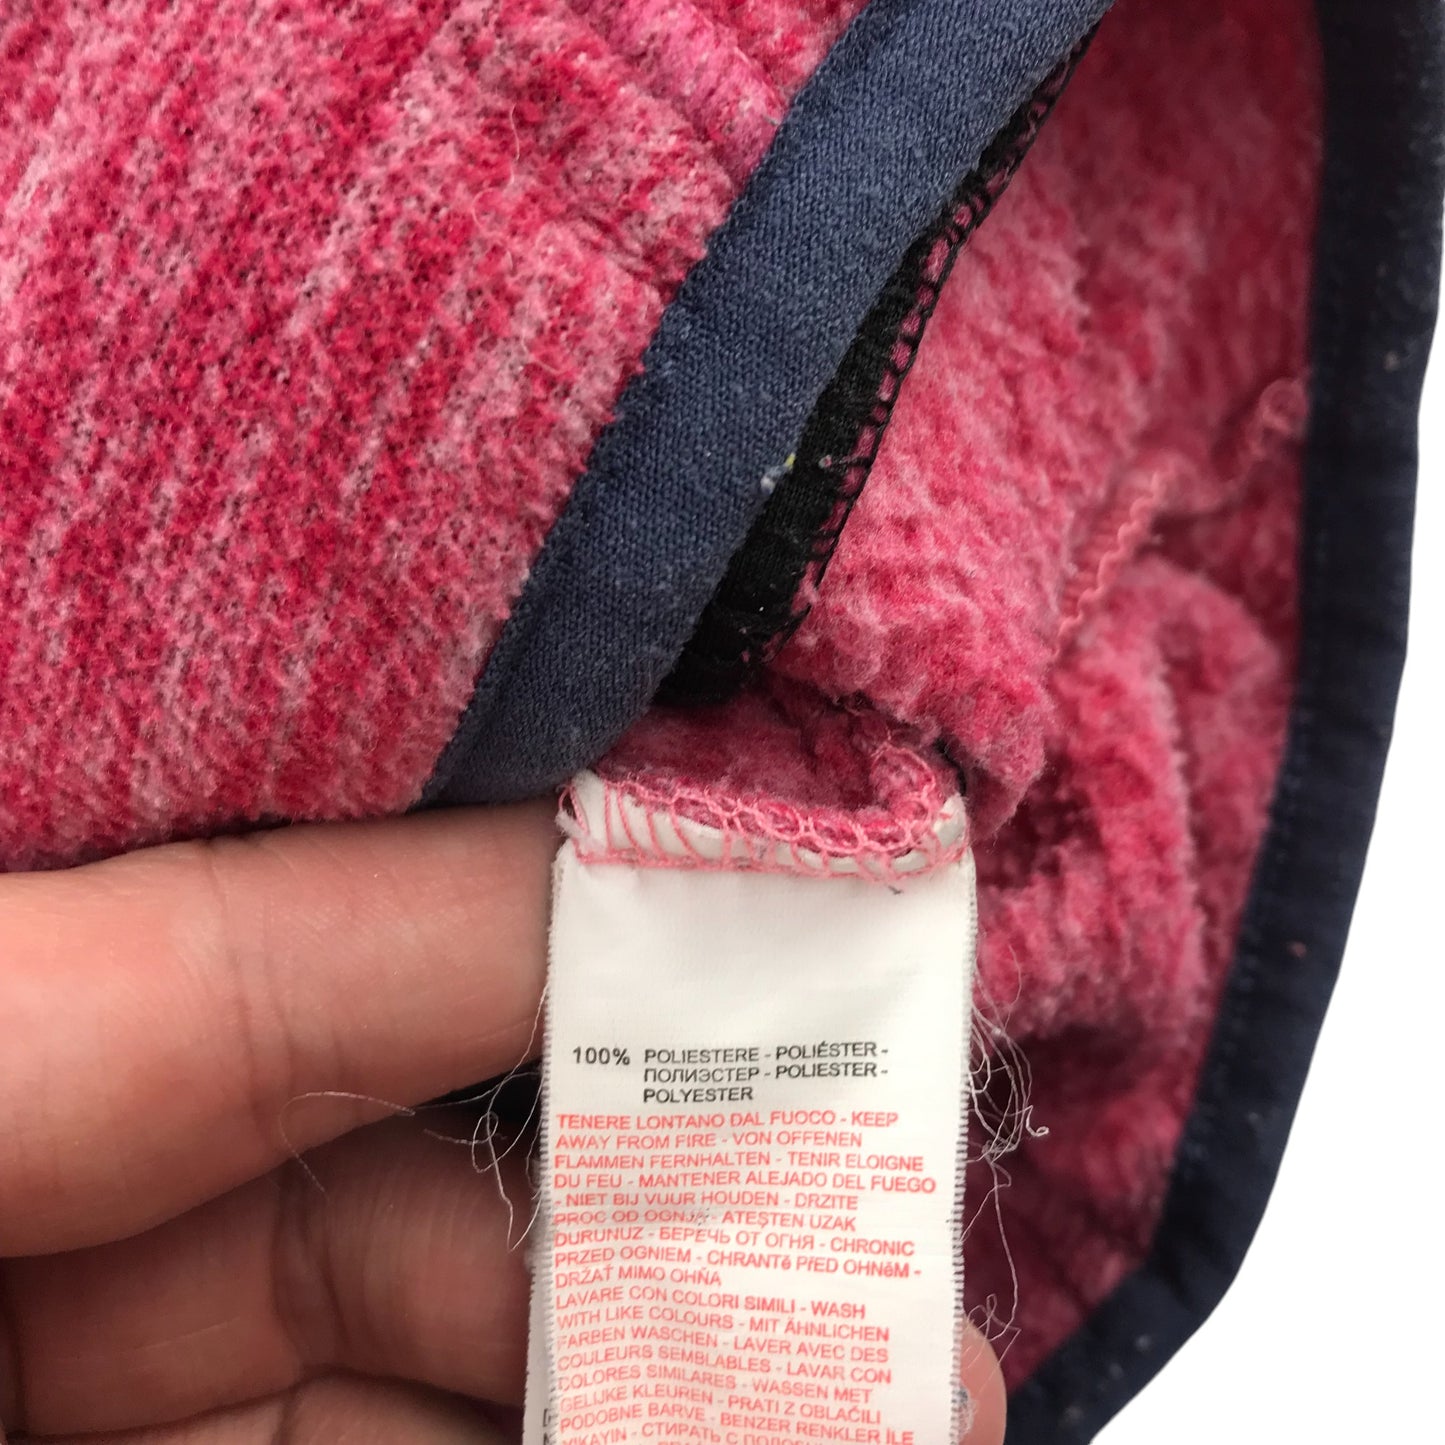 100% POLIESTERE - POLIÉSTER -
ПОЛИЭСТЕР - POLIESTER -
POLYESTER
TENERE LONTANO DAL FUOCO - KEEP
AWAY FROM FIRE - VON OFFENEN
FLAMMEN FERNHALTEN - TENIR ELOIGNE
DU FEU - MANTENER ALEJADO DEL FUEGO
- NIET BIJ VUUR HOUDEN - DRZITE
PROC OD OGNJA - ATEŞTEN UZAK
DURUNUZ - БЕРЕЧЬ ОТ ОГНЯ - CHRONIC
PRZED OGNIEM - CHRANTě PřED OHNěM -
DRŽAŤ MIMO OHŇA
LAVARE CON COLORI SIMILI - WASH
WITH LIKE COLOURS - MIT ÄHNLICHEN
FARBEN WASCHEN - LAVER AVEC DES
COULEURS SEMBLABLES - LAVAR CON
COLORES SIMILARES - WASSEN MET
GELIJKE KLEUREN - PRATI Z OBLAČILI
PODOBNE BARVE - BENZER RENKLER İLE
YIKAYIN - СТИРАТЬ С